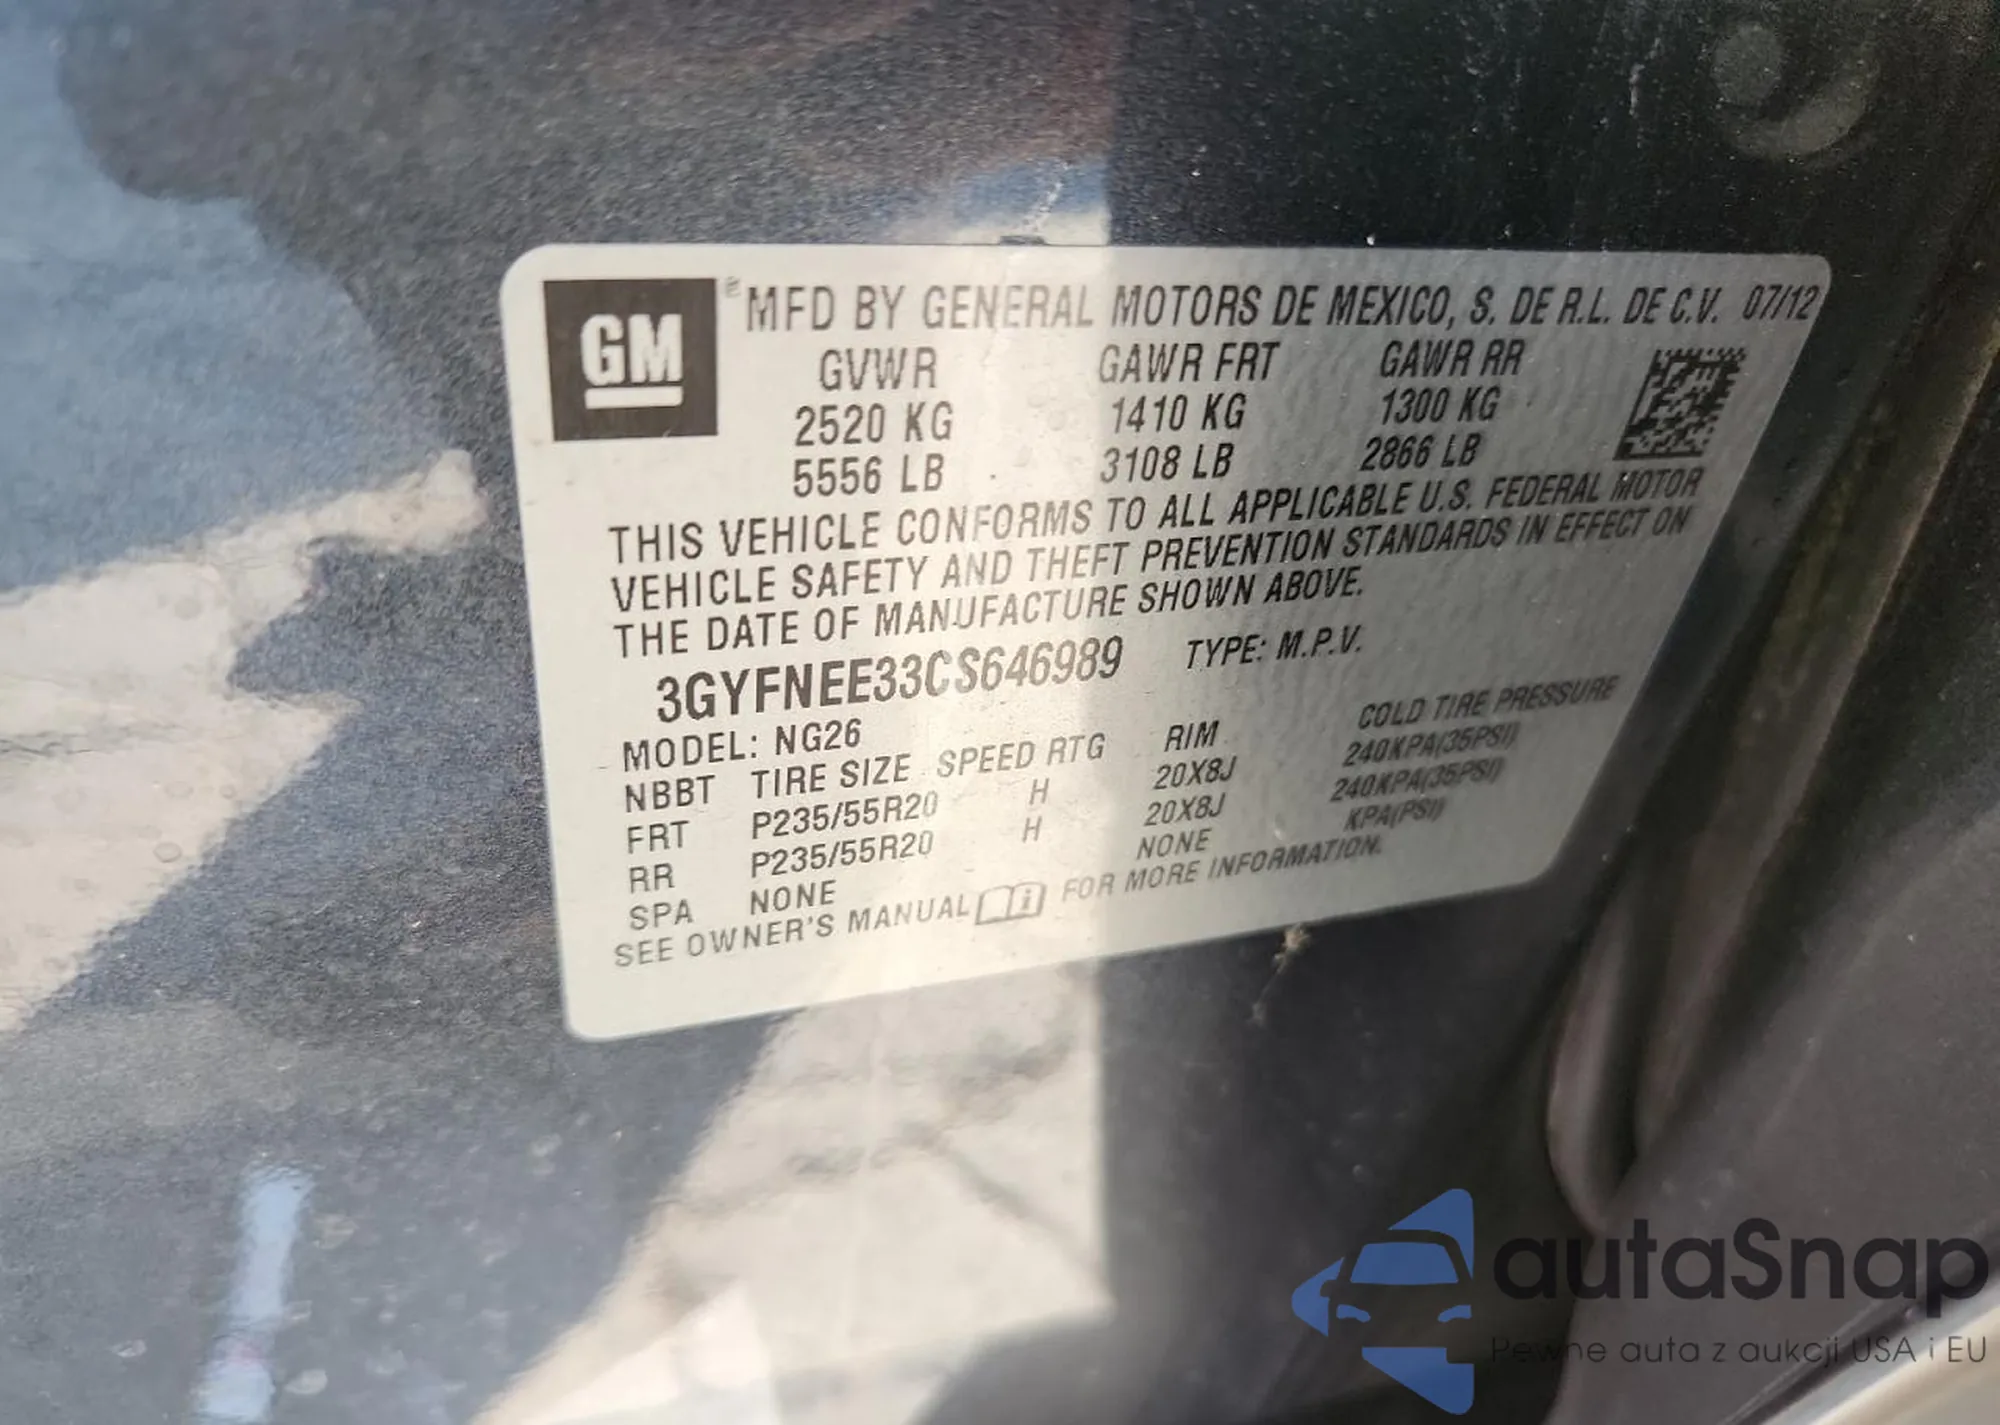 GM ® MFD BY GENERAL MOTORS DE MEXICO, S. DE R.L. DE C.V. 07/12
GVWR GAWR FRT GAWR RR
2520 KG 1410 KG 1300 KG
5556 LB 3108 LB 2866 LB
THIS VEHICLE CONFORMS TO ALL APPLICABLE U.S. FEDERAL MOTOR
VEHICLE SAFETY AND THEFT PREVENTION STANDARDS IN EFFECT ON
THE DATE OF MANUFACTURE SHOWN ABOVE.
3GYFNEE33CS646989 TYPE: M.P.V.
MODEL: NG26
NBBT TIRE SIZE SPEED RTG RIM COLD TIRE PRESSURE
FRT P235/55R20 H 20X8J 240KPA(35PSI)
RR P235/55R20 H 20X8J 240KPA(35PSI)
SPA NONE NONE KPA(PSI)
SEE OWNER'S MANUAL FOR MORE INFORMATION.
autaSnap
Pewne auta z aukcji USA i EU